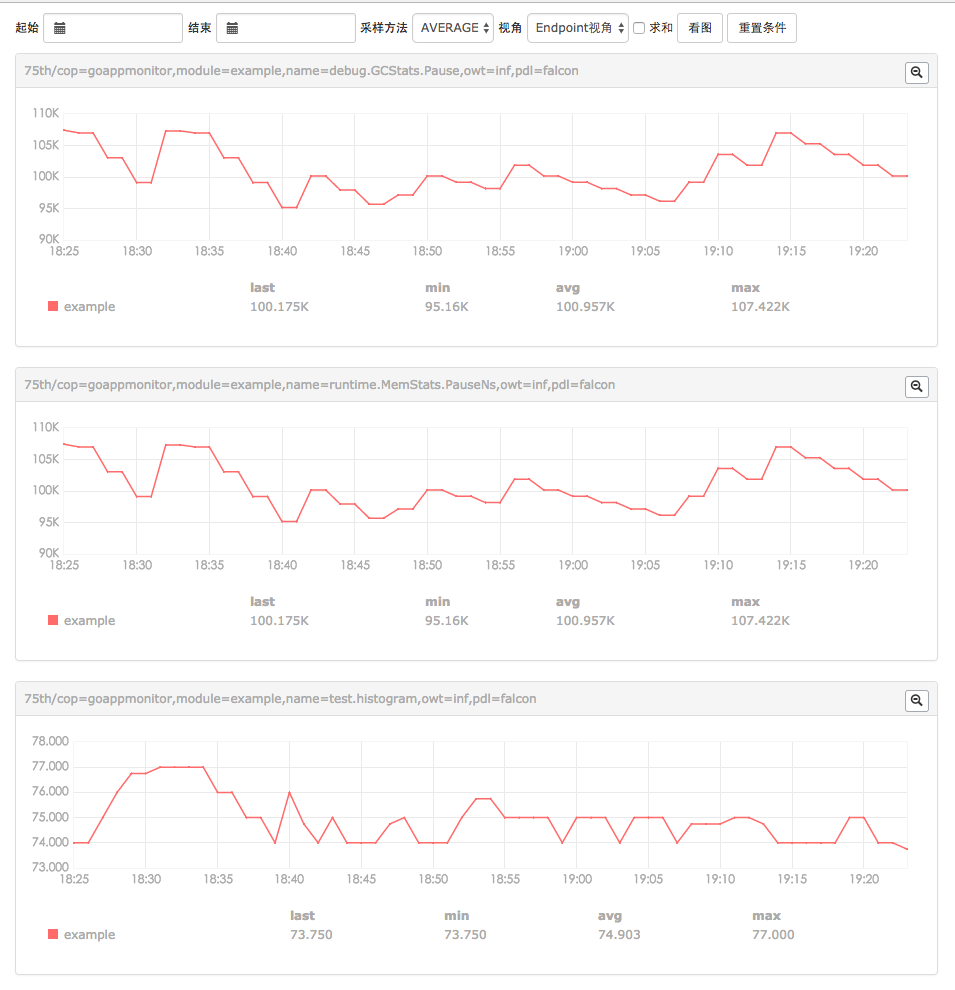 起始 结束 采样方法 AVERAGE 视角 Endpoint视角 求和 看图 重置条件
75th/cop=goappmonitor,module=example,name=debug.GCStats.Pause,owt=inf,pdl=falcon
110K
105K
100K
95K
90K
18:25 18:30 18:35 18:40 18:45 18:50 18:55 19:00 19:05 19:10 19:15 19:20
last min avg max
example 100.175K 95.16K 100.957K 107.422K
75th/cop=goappmonitor,module=example,name=runtime.MemStats.PauseNs,owt=inf,pdl=falcon
110K
105K
100K
95K
90K
18:25 18:30 18:35 18:40 18:45 18:50 18:55 19:00 19:05 19:10 19:15 19:20
last min avg max
example 100.175K 95.16K 100.957K 107.422K
75th/cop=goappmonitor,module=example,name=test.histogram,owt=inf,pdl=falcon
78.000
77.000
76.000
75.000
74.000
73.000
18:25 18:30 18:35 18:40 18:45 18:50 18:55 19:00 19:05 19:10 19:15 19:20
last min avg max
example 73.750 73.750 74.903 77.000